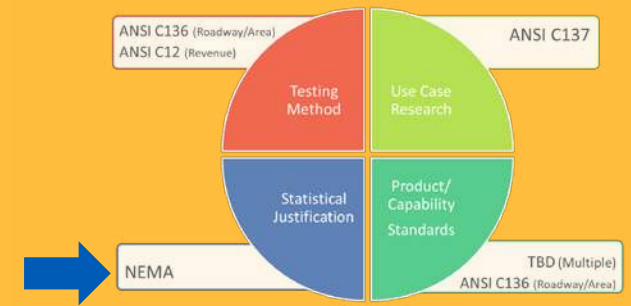 ANSI C136 (Roadway/Area)
ANSI C12 (Revenue)
ANSI C137
Testing
Method
Use Case
Research
Statistical
Justification
Product/
Capability
Standards
NEMA
TBD (Multiple)
ANSI C136 (Roadway/Area)